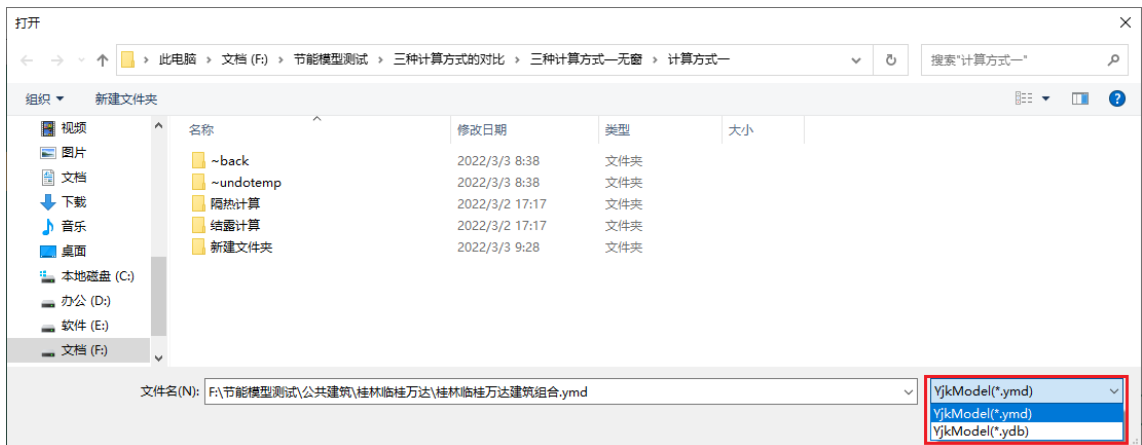 打开
此电脑 > 文档 (F:) > 节能模型测试 > 三种计算方式的对比 > 三种计算方式—无窗 > 计算方式一
搜索"计算方式一"
组织 新建文件夹
名称 修改日期 类型 大小
视频
图片
文档
下载
音乐
桌面
本地磁盘 (C:)
办公 (D:)
软件 (E:)
文档 (F:)
~back 2022/3/3 8:38 文件夹
~undotemp 2022/3/3 8:38 文件夹
隔热计算 2022/3/2 17:17 文件夹
结露计算 2022/3/2 17:17 文件夹
新建文件夹 2022/3/3 9:28 文件夹
文件名(N): F:\节能模型测试\公共建筑\桂林临桂万达\桂林临桂万达建筑组合.ymd
YjkModel(*.ymd)
YjkModel(*.ymd)
YjkModel(*.ydb)